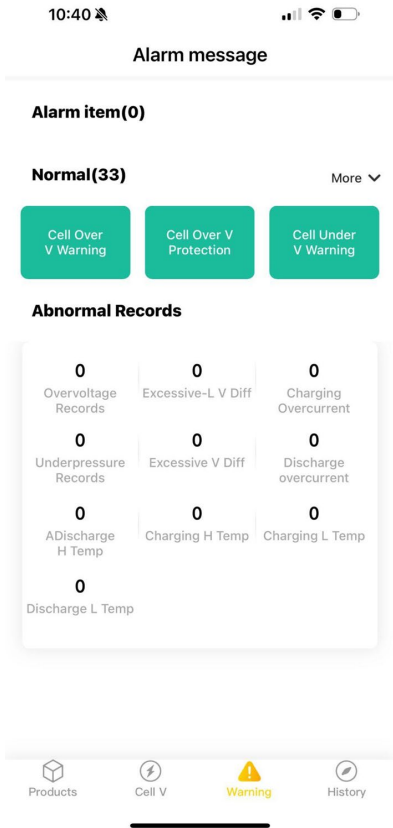 10:40
Alarm message
Alarm item(0)
Normal(33)
More
Cell Over
V Warning
Cell Over V
Protection
Cell Under
V Warning
Abnormal Records
0
Overvoltage
Records
0
Excessive-L V Diff
0
Charging
Overcurrent
0
Underpressure
Records
0
Excessive V Diff
0
Discharge
overcurrent
0
ADischarge
H Temp
0
Charging H Temp
0
Charging L Temp
0
Discharge L Temp
Products
Cell V
Warning
History